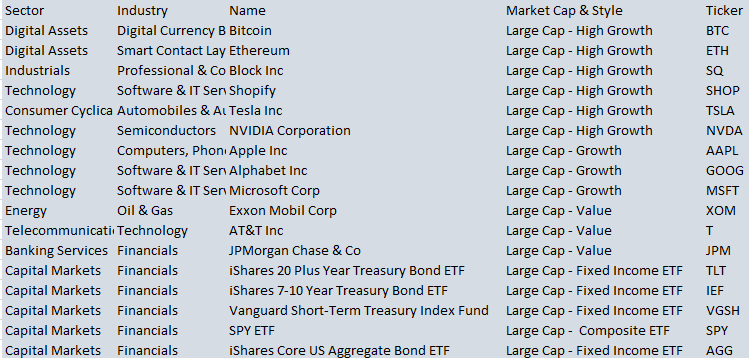 Sector Industry Name Market Cap & Style Ticker
Digital Assets Digital Currency B Bitcoin Large Cap - High Growth BTC
Digital Assets Smart Contact Lay Ethereum Large Cap - High Growth ETH
Industrials Professional & Co Block Inc Large Cap - High Growth SQ
Technology Software & IT Ser Shopify Large Cap - High Growth SHOP
Consumer Cyclica Automobiles & Au Tesla Inc Large Cap - High Growth TSLA
Technology Semiconductors NVIDIA Corporation Large Cap - High Growth NVDA
Technology Computers, Phon Apple Inc Large Cap - Growth AAPL
Technology Software & IT Ser Alphabet Inc Large Cap - Growth GOOG
Technology Software & IT Ser Microsoft Corp Large Cap - Growth MSFT
Energy Oil & Gas Exxon Mobil Corp Large Cap - Value XOM
Telecommunicati Technology AT&T Inc Large Cap - Value T
Banking Services Financials JPMorgan Chase & Co Large Cap - Value JPM
Capital Markets Financials iShares 20 Plus Year Treasury Bond ETF Large Cap - Fixed Income ETF TLT
Capital Markets Financials iShares 7-10 Year Treasury Bond ETF Large Cap - Fixed Income ETF IEF
Capital Markets Financials Vanguard Short-Term Treasury Index Fund Large Cap - Fixed Income ETF VGSH
Capital Markets Financials SPY ETF Large Cap - Composite ETF SPY
Capital Markets Financials iShares Core US Aggregate Bond ETF Large Cap - Fixed Income ETF AGG